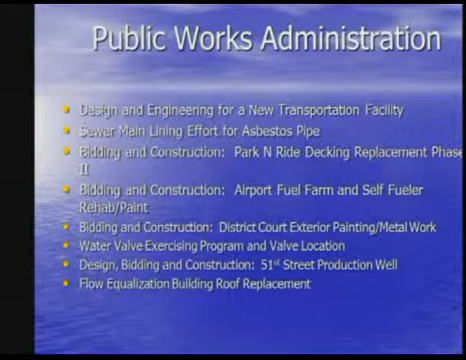 Public Works Administration
Design and Engineering for a New Transportation Facility
Sewer Main Lining Effort for Asbestos Pipe
Bidding and Construction: Park N Ride Decking Replacement Phase
II
Bidding and Construction: Airport Fuel Farm and Self Fueler
Rehab/Paint
Bidding and Construction: District Court Exterior Painting/Metal Work
Water Valve Exercising Program and Valve Location
Design, Bidding and Construction: 51st Street Production Well
Flow Equalization Building Roof Replacement